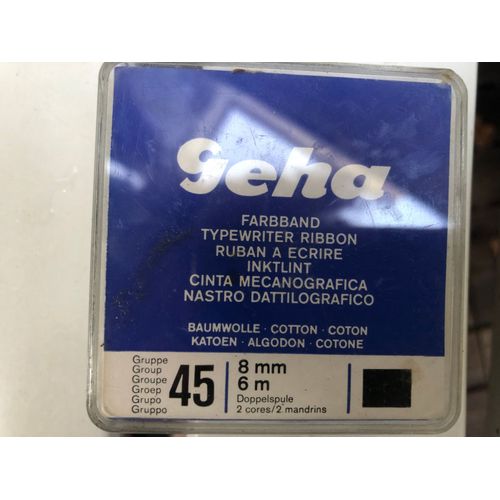 Geha
FARBBAND
TYPEWRITER RIBBON
RUBAN A ECRIRE
INKTLINT
CINTA MECANOGRAFICA
NASTRO DATTILOGRAFICO
BAUMWOLLE · COTTON · COTON
KATOEN · ALGODON · COTONE
Gruppe
Group
Groupe
Groep
Grupo
Gruppo
45
8 mm
6 m
Doppelspule
2 cores/2 mandrins